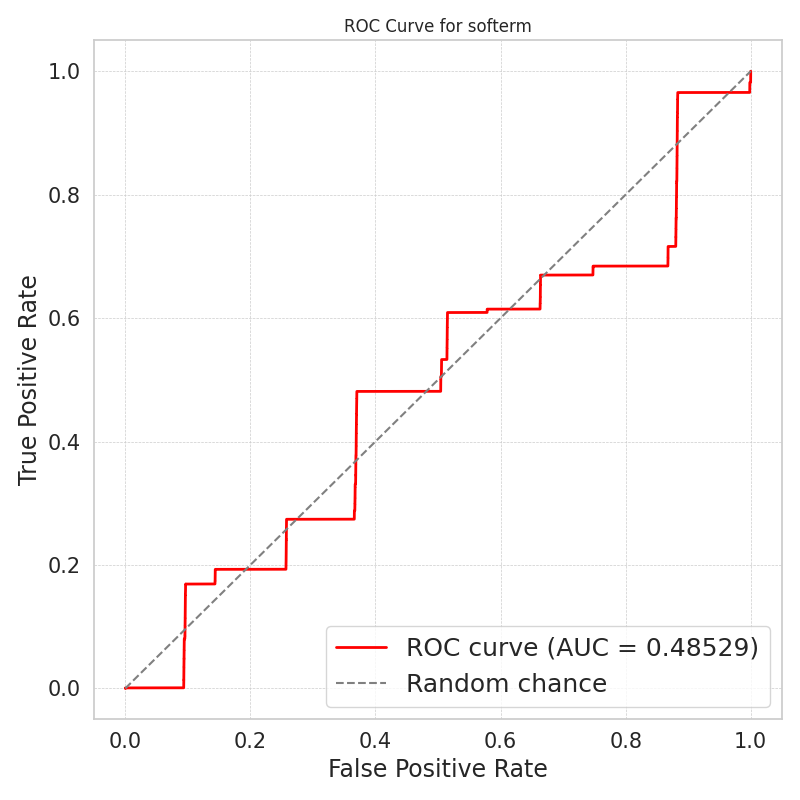 ROC Curve for softerm
1.0
0.8
0.6
0.4
0.2
0.0
True Positive Rate
ROC curve (AUC = 0.48529)
Random chance
0.0 0.2 0.4 0.6 0.8 1.0
False Positive Rate